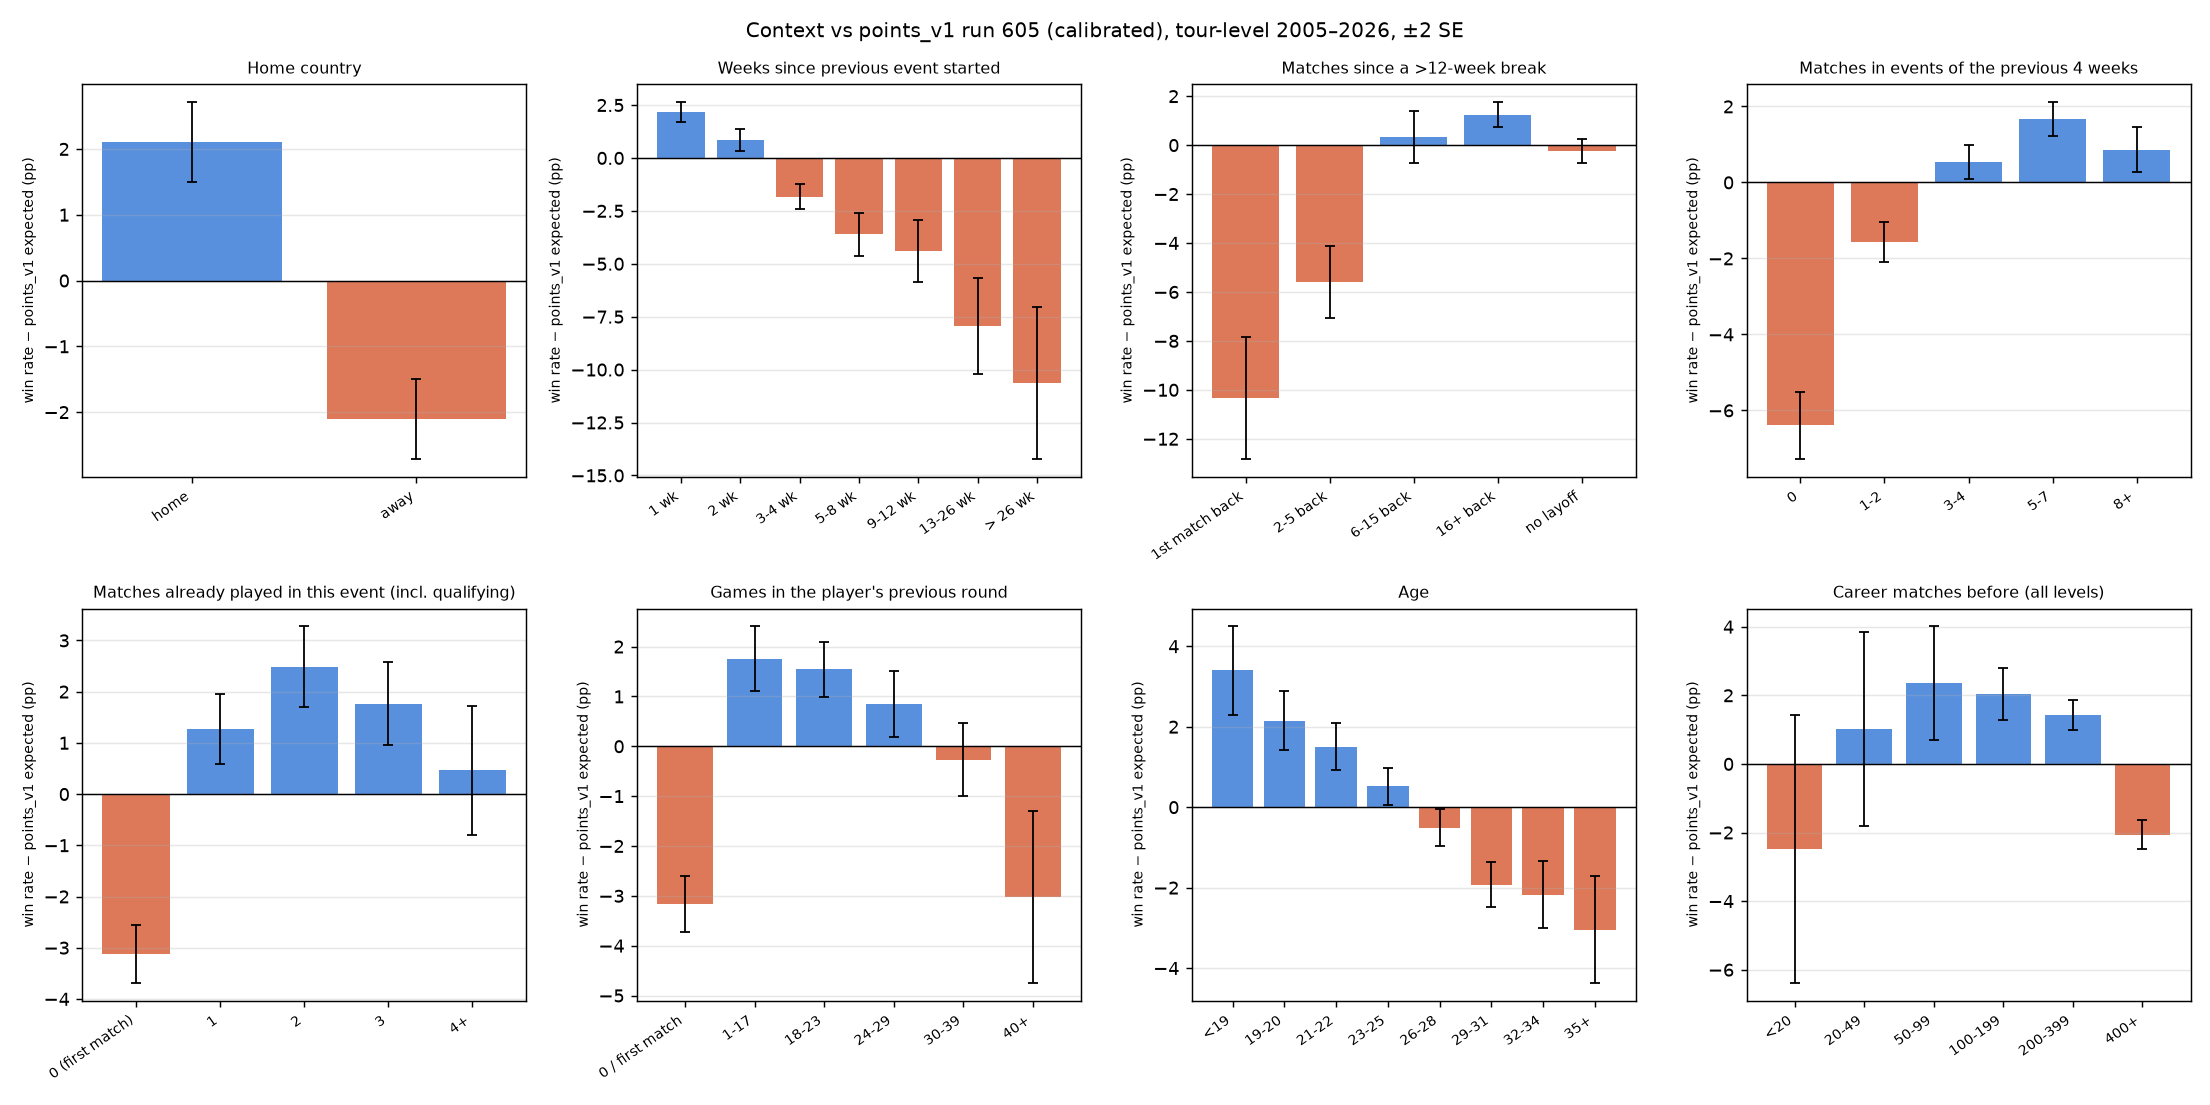 Context vs points_v1 run 605 (calibrated), tour-level 2005–2026, ±2 SE
Home country
win rate − points_v1 expected (pp)
2
1
0
−1
−2
home
away
Weeks since previous event started
win rate − points_v1 expected (pp)
2.5
0.0
−2.5
−5.0
−7.5
−10.0
−12.5
−15.0
1 wk
2 wk
3-4 wk
5-8 wk
9-12 wk
13-26 wk
> 26 wk
Matches since a >12-week break
win rate − points_v1 expected (pp)
2
0
−2
−4
−6
−8
−10
−12
1st match back
2-5 back
6-15 back
16+ back
no layoff
Matches in events of the previous 4 weeks
win rate − points_v1 expected (pp)
2
0
−2
−4
−6
0
1-2
3-4
5-7
8+
Matches already played in this event (incl. qualifying)
win rate − points_v1 expected (pp)
3
2
1
0
−1
−2
−3
−4
0 (first match)
1
2
3
4+
Games in the player's previous round
win rate − points_v1 expected (pp)
2
1
0
−1
−2
−3
−4
−5
0 / first match
1-17
18-23
24-29
30-39
40+
Age
win rate − points_v1 expected (pp)
4
2
0
−2
−4
<19
19-20
21-22
23-25
26-28
29-31
32-34
35+
Career matches before (all levels)
win rate − points_v1 expected (pp)
4
2
0
−2
−4
−6
<20
20-49
50-99
100-199
200-399
400+